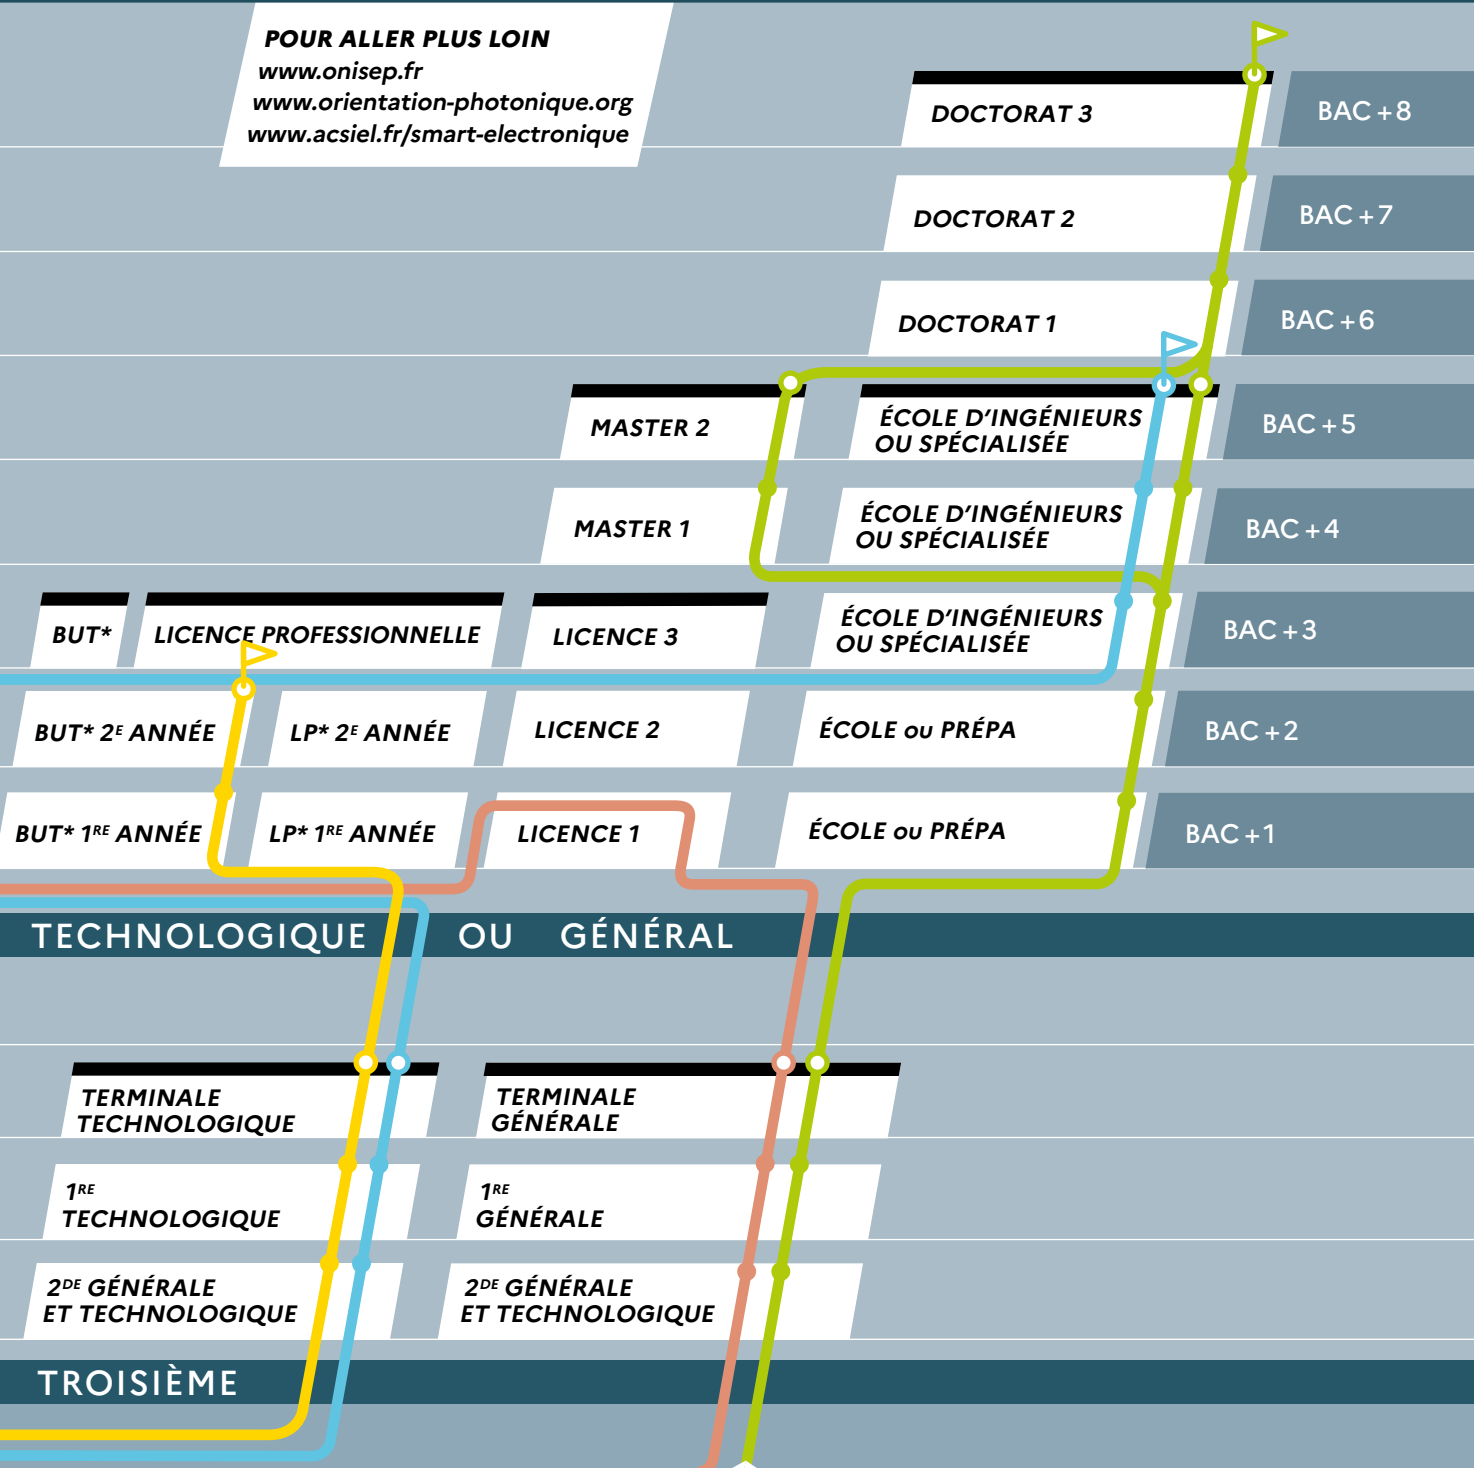 POUR ALLER PLUS LOIN
www.onisep.fr
www.orientation-photonique.org
www.acsiel.fr/smart-electronique
DOCTORAT 3
BAC +8
DOCTORAT 2
BAC +7
DOCTORAT 1
BAC +6
MASTER 2
ÉCOLE D’INGÉNIEURS
OU SPÉCIALISÉE
BAC +5
MASTER 1
ÉCOLE D’INGÉNIEURS
OU SPÉCIALISÉE
BAC +4
BUT*
LICENCE PROFESSIONNELLE
LICENCE 3
ÉCOLE D’INGÉNIEURS
OU SPÉCIALISÉE
BAC +3
BUT* 2E ANNÉE
LP* 2E ANNÉE
LICENCE 2
ÉCOLE ou PRÉPA
BAC +2
BUT* 1RE ANNÉE
LP* 1RE ANNÉE
LICENCE 1
ÉCOLE ou PRÉPA
BAC +1
TECHNOLOGIQUE OU GÉNÉRAL
TERMINALE
TECHNOLOGIQUE
TERMINALE
GÉNÉRALE
1RE
TECHNOLOGIQUE
1RE
GÉNÉRALE
2DE GÉNÉRALE
ET TECHNOLOGIQUE
2DE GÉNÉRALE
ET TECHNOLOGIQUE
TROISIÈME